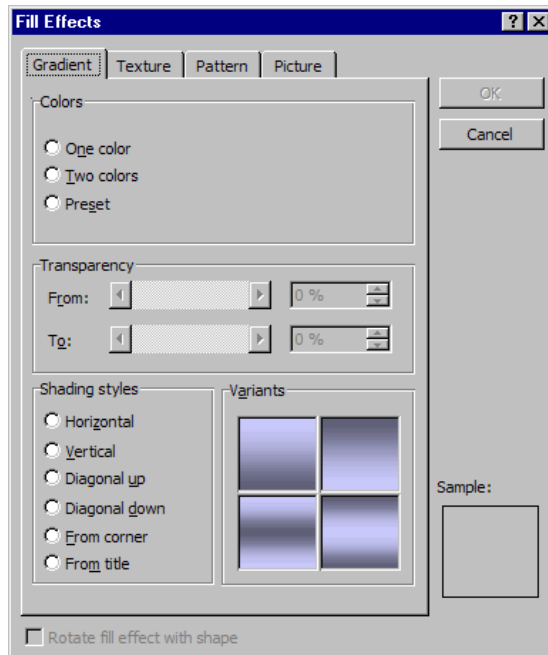 Fill Effects
Gradient Texture Pattern Picture
OK
Cancel
Colors
One color
Two colors
Preset
Transparency
From: 0 %
To: 0 %
Shading styles
Horizontal
Vertical
Diagonal up
Diagonal down
From corner
From title
Variants
Sample:
Rotate fill effect with shape